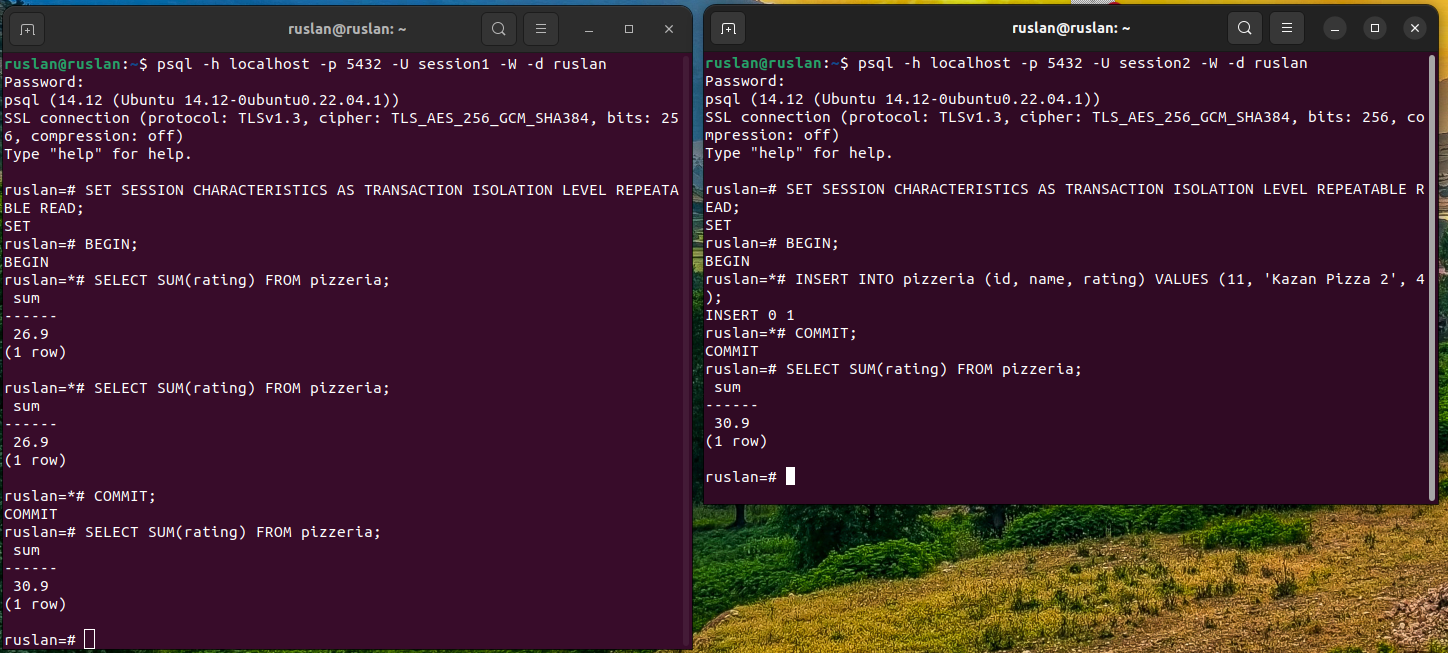 ruslan@ruslan: ~
ruslan@ruslan:~$ psql -h localhost -p 5432 -U session1 -W -d ruslan
Password:
psql (14.12 (Ubuntu 14.12-0ubuntu0.22.04.1))
SSL connection (protocol: TLSv1.3, cipher: TLS_AES_256_GCM_SHA384, bits: 25
6, compression: off)
Type "help" for help.
ruslan=# SET SESSION CHARACTERISTICS AS TRANSACTION ISOLATION LEVEL REPEATA
BLE READ;
SET
ruslan=# BEGIN;
BEGIN
ruslan=*# SELECT SUM(rating) FROM pizzeria;
sum
------
26.9
(1 row)
ruslan=*# SELECT SUM(rating) FROM pizzeria;
sum
------
26.9
(1 row)
ruslan=*# COMMIT;
COMMIT
ruslan=# SELECT SUM(rating) FROM pizzeria;
sum
------
30.9
(1 row)
ruslan=#
ruslan@ruslan: ~
ruslan@ruslan:~$ psql -h localhost -p 5432 -U session2 -W -d ruslan
Password:
psql (14.12 (Ubuntu 14.12-0ubuntu0.22.04.1))
SSL connection (protocol: TLSv1.3, cipher: TLS_AES_256_GCM_SHA384, bits: 256, co
mpression: off)
Type "help" for help.
ruslan=# SET SESSION CHARACTERISTICS AS TRANSACTION ISOLATION LEVEL REPEATABLE R
EAD;
SET
ruslan=# BEGIN;
BEGIN
ruslan=*# INSERT INTO pizzeria (id, name, rating) VALUES (11, 'Kazan Pizza 2', 4
);
INSERT 0 1
ruslan=*# COMMIT;
COMMIT
ruslan=# SELECT SUM(rating) FROM pizzeria;
sum
------
30.9
(1 row)
ruslan=#